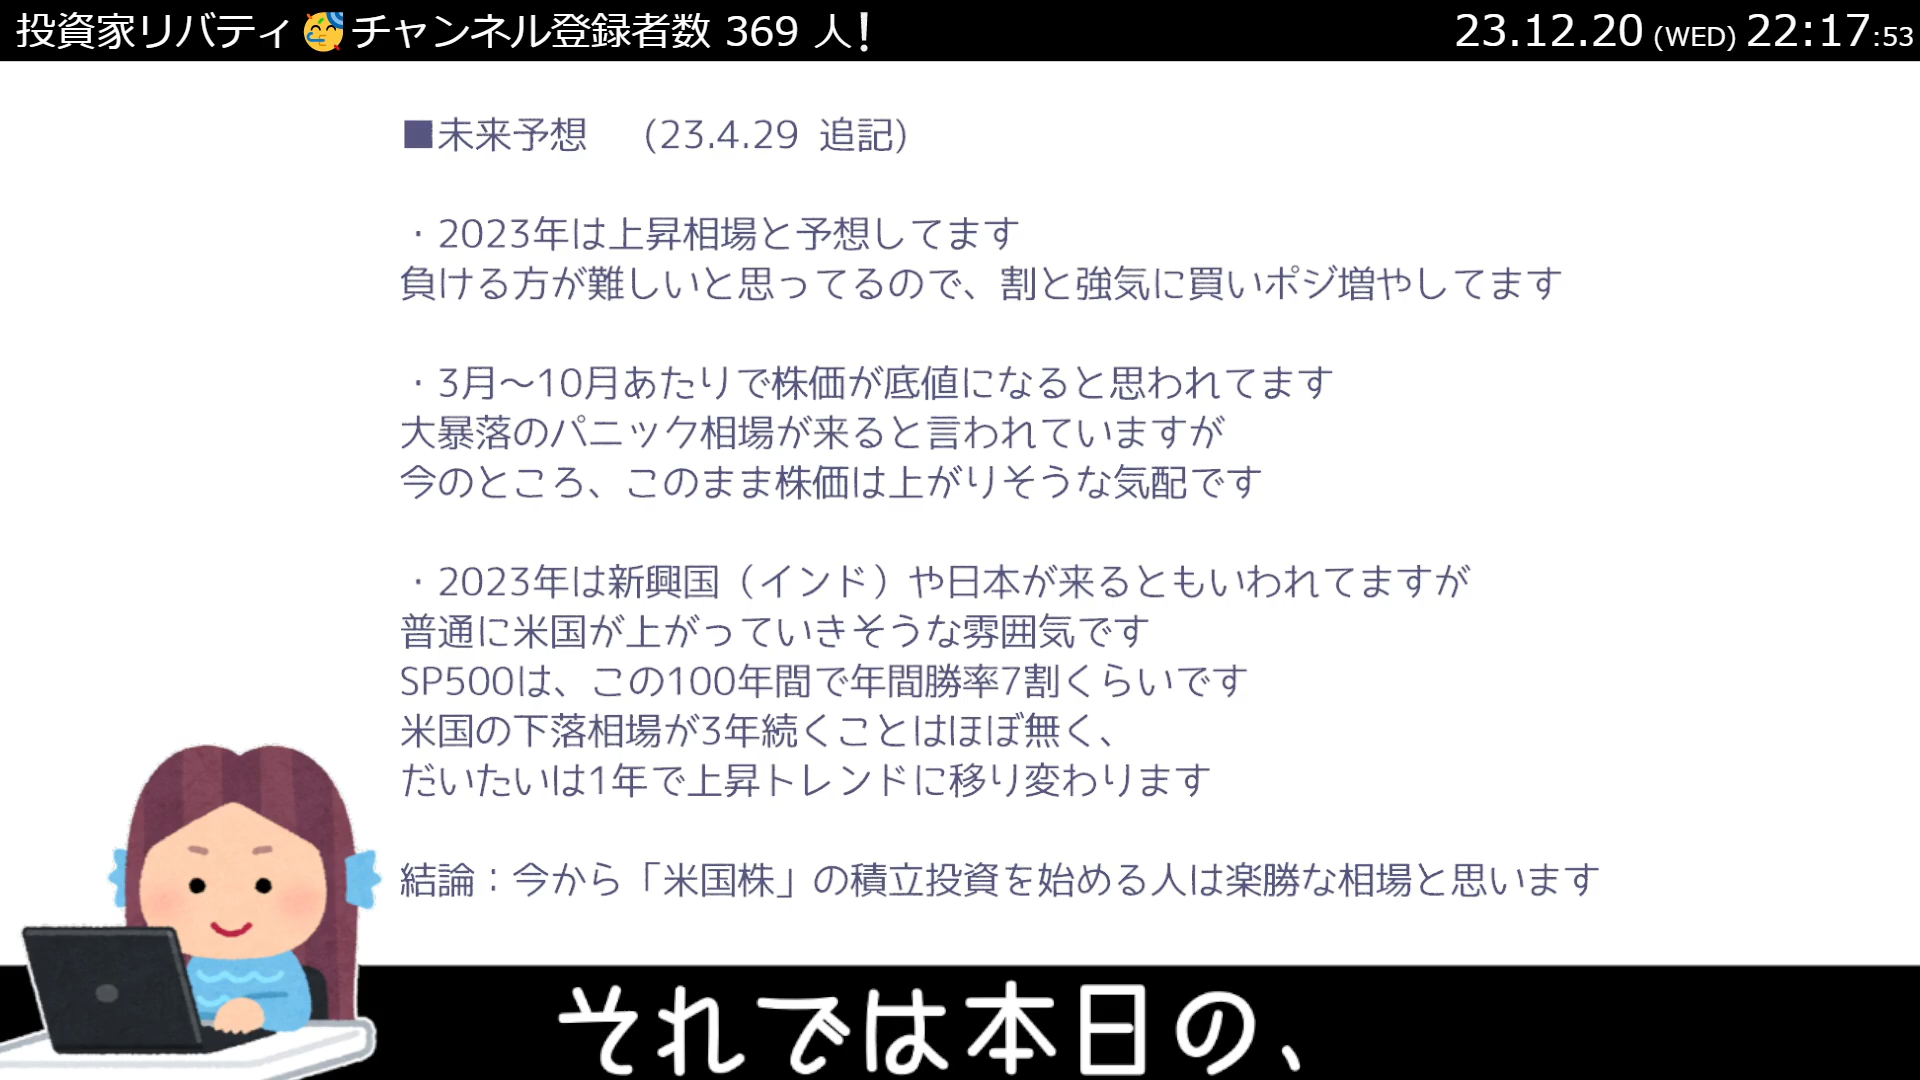 投資家リバティ🥳チャンネル登録者数 369 人!
23.12.20 (WED) 22:17:53
■未来予想 (23.4.29 追記)
・2023年は上昇相場と予想してます
負ける方が難しいと思ってるので、割と強気に買いポジ増やしてます
・3月～10月あたりで株価が底値になると思われてます
大暴落のパニック相場が来ると言われていますが
今のところ、このまま株価は上がりそうな気配です
・2023年は新興国（インド）や日本が来るともいわれてますが
普通に米国が上がっていきそうな雰囲気です
SP500は、この100年間で年間勝率7割くらいです
米国の下落相場が3年続くことはほぼ無く、
だいたいは1年で上昇トレンドに移り変わります
結論：今から「米国株」の積立投資を始める人は楽勝な相場と思います
それでは本日の、